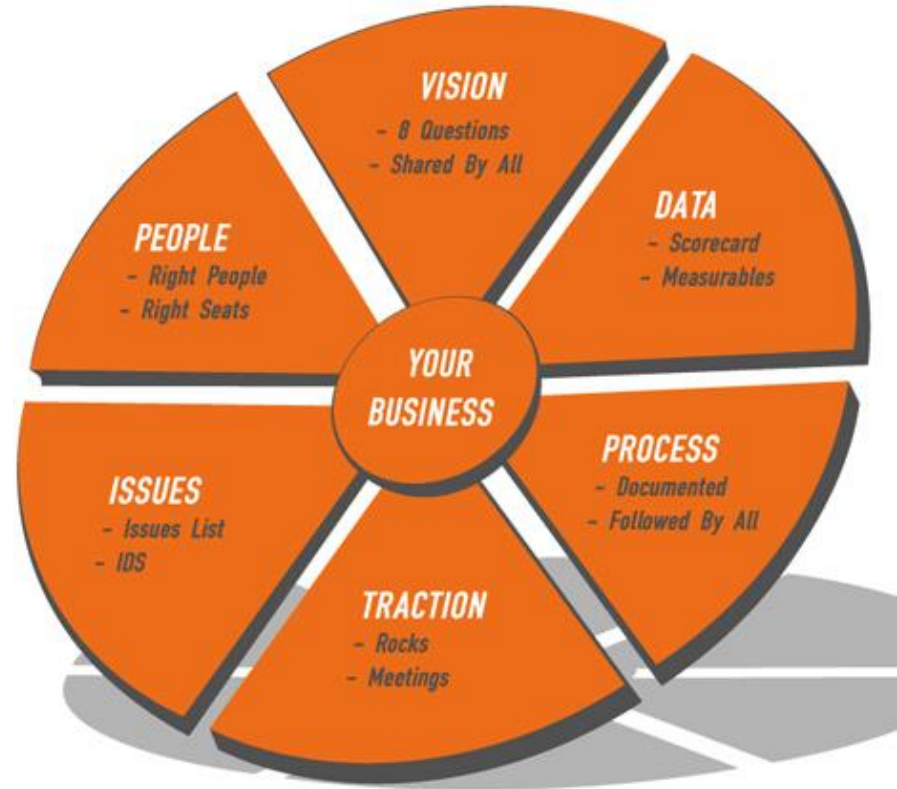 VISION
- 8 Questions
- Shared By All
DATA
- Scorecard
- Measurables
PEOPLE
- Right People
- Right Seats
YOUR
BUSINESS
PROCESS
- Documented
- Followed By All
ISSUES
- Issues List
- IDS
TRACTION
- Rocks
- Meetings